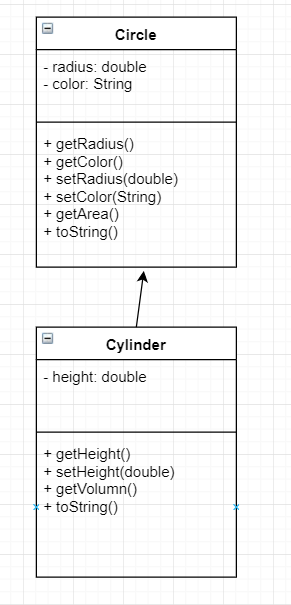 Circle
- radius: double
- color: String
+ getRadius()
+ getColor()
+ setRadius(double)
+ setColor(String)
+ getArea()
+ toString()
Cylinder
- height: double
+ getHeight()
+ setHeight(double)
+ getVolumn()
+ toString()